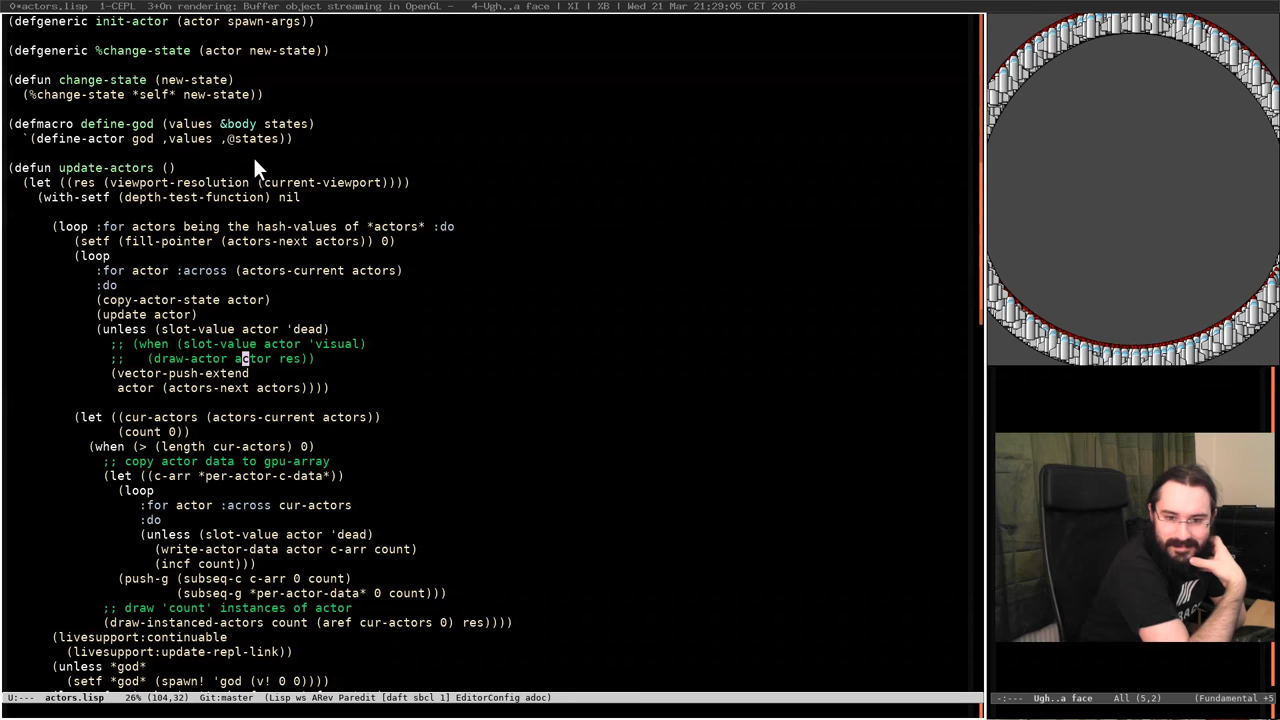 0*actors.lisp  1-CEPL  3+On rendering: Buffer object streaming in OpenGL -  4-Ugh..a face | %I | %B | Wed 21 Mar 21:29:05 CET 2018
(defgeneric init-actor (actor spawn-args))
(defgeneric %change-state (actor new-state))
(defun change-state (new-state)
(%change-state *self* new-state))
(defmacro define-god (values &body states)
`(define-actor god ,values ,@states))
(defun update-actors ()
(let ((res (viewport-resolution (current-viewport))))
(with-setf (depth-test-function) nil
(loop :for actors being the hash-values of *actors* :do
(setf (fill-pointer (actors-next actors)) 0)
(loop
:for actor :across (actors-current actors)
:do
(copy-actor-state actor)
(update actor)
(unless (slot-value actor 'dead)
;; (when (slot-value actor 'visual)
;;   (draw-actor actor res))
(vector-push-extend
actor (actors-next actors))))
(let ((cur-actors (actors-current actors))
(count 0))
(when (> (length cur-actors) 0)
;; copy actor data to gpu-array
(let ((c-arr *per-actor-c-data*))
(loop
:for actor :across cur-actors
:do
(unless (slot-value actor 'dead)
(write-actor-data actor c-arr count)
(incf count)))
(push-g (subseq-c c-arr 0 count)
(subseq-g *per-actor-data* 0 count)))
;; draw 'count' instances of actor
(draw-instanced-actors count (aref cur-actors 0) res))))
(livesupport:continuable
(livesupport:update-repl-link))
(unless *god*
(setf *god* (spawn! 'god (v! 0 0))))
U:---  actors.lisp    26% (104,32)  Git:master  (Lisp ws ARev Paredit [daft sbcl 1] EditorConfig adoc)
-:---  Ugh..a face    All (5,2)    (Fundamental +5